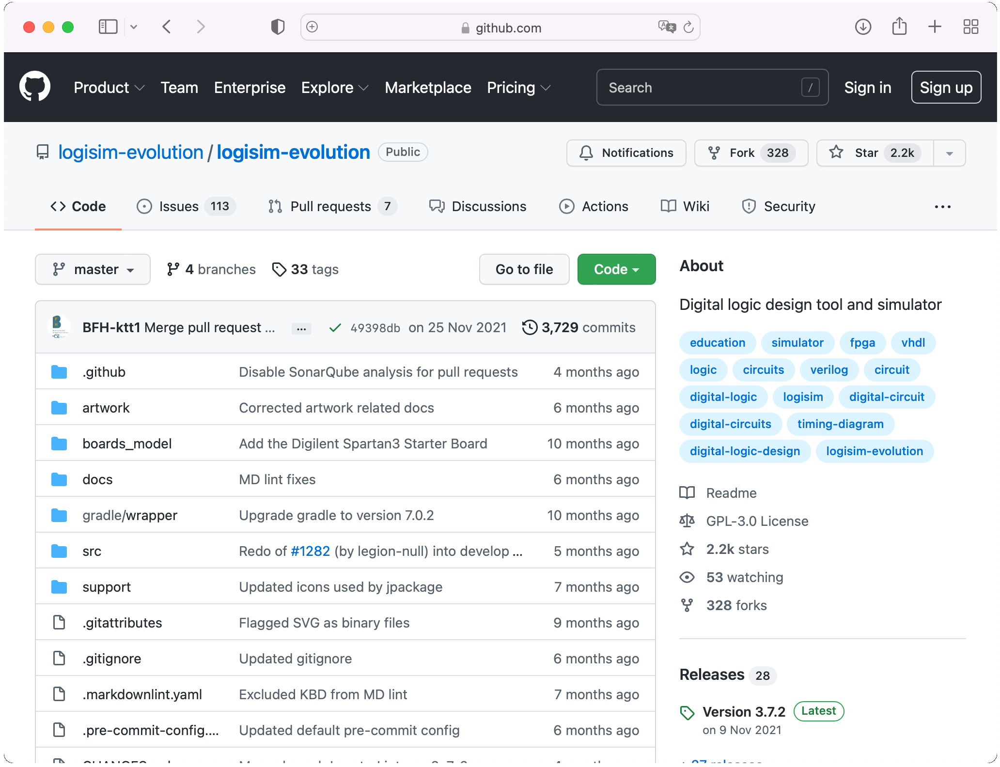 github.com
Product Team Enterprise Explore Marketplace Pricing Search / Sign in Sign up
logisim-evolution / logisim-evolution Public Notifications Fork 328 Star 2.2k
Code Issues 113 Pull requests 7 Discussions Actions Wiki Security ...
master 4 branches 33 tags Go to file Code
BFH-ktt1 Merge pull request ... ... 49398db on 25 Nov 2021 3,729 commits
.github Disable SonarQube analysis for pull requests 4 months ago
artwork Corrected artwork related docs 6 months ago
boards_model Add the Digilent Spartan3 Starter Board 10 months ago
docs MD lint fixes 6 months ago
gradle/wrapper Upgrade gradle to version 7.0.2 10 months ago
src Redo of #1282 (by legion-null) into develop ... 5 months ago
support Updated icons used by jpackage 7 months ago
.gitattributes Flagged SVG as binary files 9 months ago
.gitignore Updated gitignore 6 months ago
.markdownlint.yaml Excluded KBD from MD lint 7 months ago
.pre-commit-config.... Updated default pre-commit config 6 months ago
About
Digital logic design tool and simulator
education simulator fpga vhdl
logic circuits verilog circuit
digital-logic logisim digital-circuit
digital-circuits timing-diagram
digital-logic-design logisim-evolution
Readme
GPL-3.0 License
2.2k stars
53 watching
328 forks
Releases 28
Version 3.7.2 Latest
on 9 Nov 2021
+ 27 releases